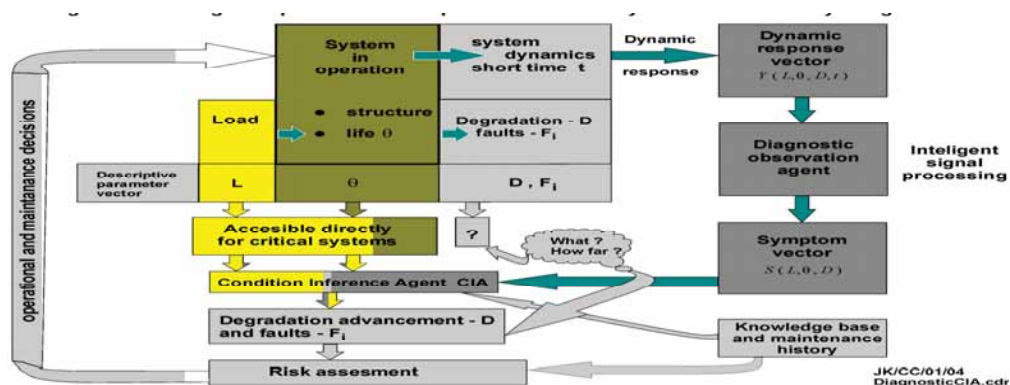 System
in
operation
system
dynamics
short time t
Dynamic
response
Dynamic
response
vector
Y ( L,θ , D,t )
operational and maintanance decisions
Load
• structure
• life θ
Degradation - D
faults - Fi
Diagnostic
observation
agent
Inteligent
signal
processing
Descriptive
parameter
vector
L
θ
D , Fi
Accesible directly
for critical systems
?
What ?
How far ?
Symptom
vector
S ( L,θ , D )
Condition Inference Agent CIA
Degradation advancement - D
and faults - Fi
Knowledge base
and maintenance
history
Risk assesment
JK/CC/01/04
DiagnosticCIA.cdr